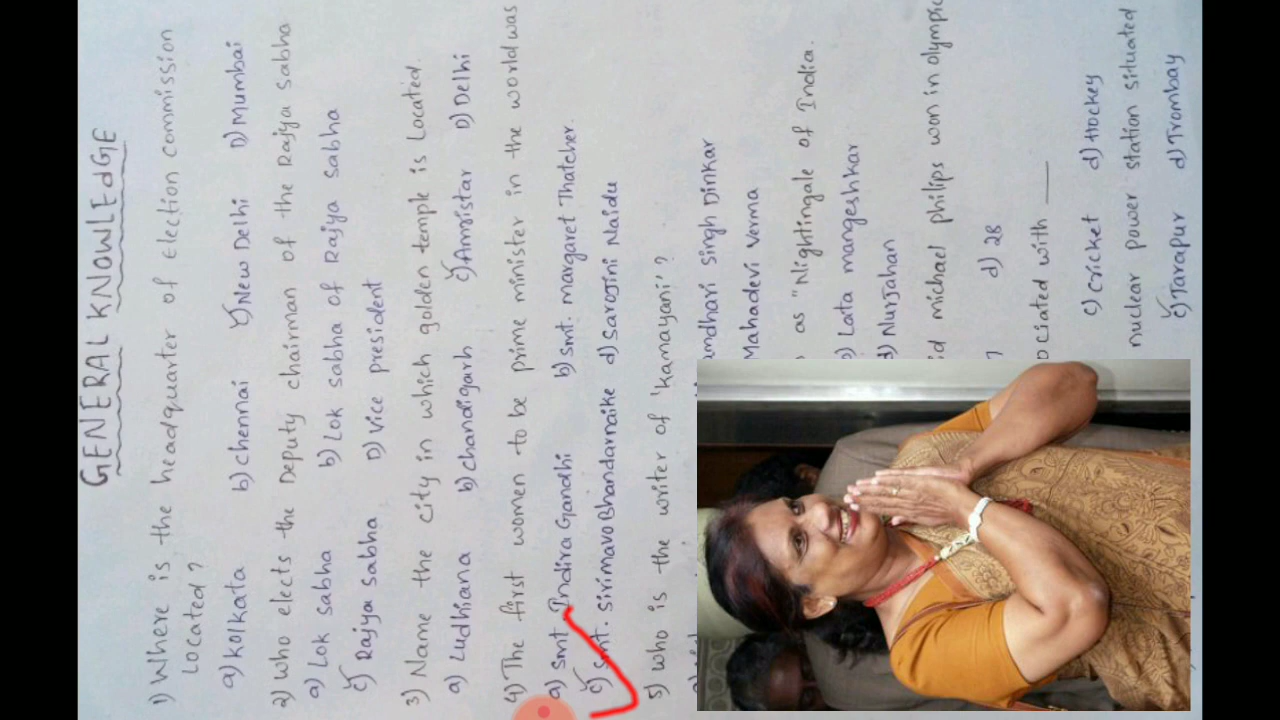 GENERAL KNOWLEDGE
1) Where is the headquarter of election commission
located?
a) Kolkata b) chennai c) New Delhi D) Mumbai
2) Who elects the Deputy chairman of the Rajya Sabha
a) Lok Sabha b) Lok Sabha of Rajya Sabha
c) Rajya Sabha D) Vice president
3) Name the city in which golden temple is Located.
a) Ludhiana b) chandigarh c) Amristar D) Delhi
4) The first women to be prime minister in the world was
a) Smt Indira Gandhi b) Smt. margaret Thatcher.
c) Smt. Sirimavo Bhandarnaike d) Sarojini Naidu
5) Who is the writer of 'Kamayani'?
Singh Dinkar
Mahadevi Verma
as "Nightingale of India.
b) Lata mangeshkar
d) Nurjahan
michael philips won in olympic
d) 28
with ___
c) cricket d) Hockey
nuclear power station situated
c) Tarapur d) Trombay